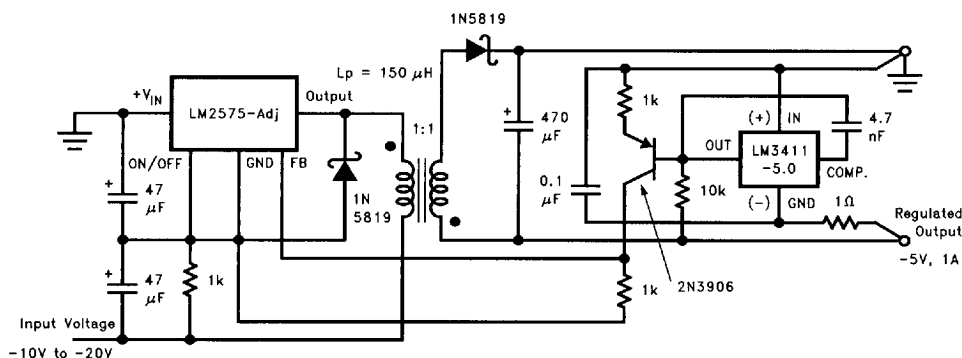 1N5819
Lp = 150 μH
+VIN
LM2575-Adj
Output
ON/OFF
GND
FB
1:1
+
47
μF
+
47
μF
1k
1N
5819
+
470
μF
0.1
μF
1k
(+)
IN
OUT
LM3411
-5.0
COMP.
4.7
nF
(-)
GND
10k
1Ω
2N3906
1k
Regulated
Output
-5V, 1A
Input Voltage
-10V to -20V